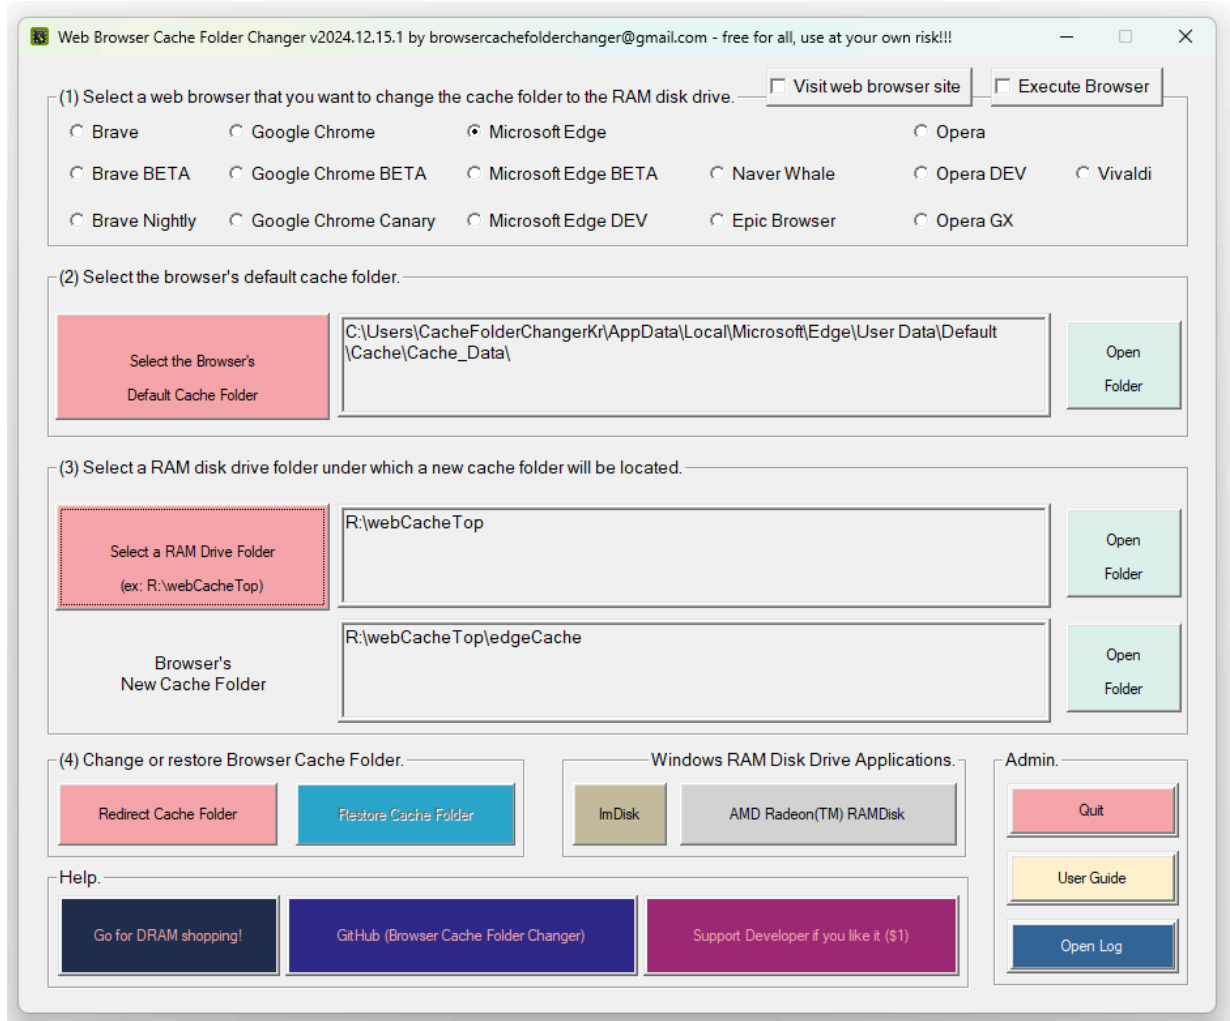 Web Browser Cache Folder Changer v2024.12.15.1 by browsercachefolderchanger@gmail.com - free for all, use at your own risk!!!
(1) Select a web browser that you want to change the cache folder to the RAM disk drive.
Visit web browser site
Execute Browser
Brave
Google Chrome
Microsoft Edge
Opera
Brave BETA
Google Chrome BETA
Microsoft Edge BETA
Naver Whale
Opera DEV
Vivaldi
Brave Nightly
Google Chrome Canary
Microsoft Edge DEV
Epic Browser
Opera GX
(2) Select the browser's default cache folder.
Select the Browser's
Default Cache Folder
C:\Users\CacheFolderChangerKr\AppData\Local\Microsoft\Edge\User Data\Default
\Cache\Cache_Data\
Open
Folder
(3) Select a RAM disk drive folder under which a new cache folder will be located.
Select a RAM Drive Folder
(ex: R:\webCacheTop)
R:\webCacheTop
Open
Folder
Browser's
New Cache Folder
R:\webCacheTop\edgeCache
Open
Folder
(4) Change or restore Browser Cache Folder.
Redirect Cache Folder
Restore Cache Folder
Windows RAM Disk Drive Applications.
ImDisk
AMD Radeon(TM) RAMDisk
Admin.
Quit
User Guide
Open Log
Help.
Go for DRAM shopping!
GitHub (Browser Cache Folder Changer)
Support Developer if you like it ($1)